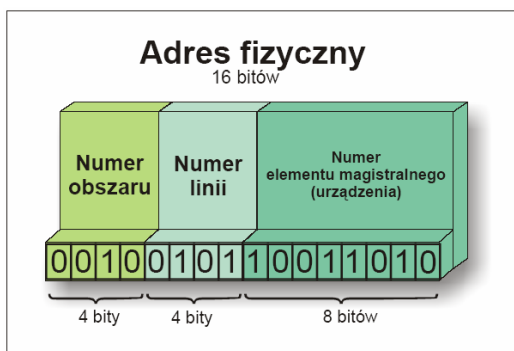 Adres fizyczny
16 bitów
Numer
obszaru
Numer
linii
Numer
elementu magistralnego
(urządzenia)
0010010110011010
4 bity
4 bity
8 bitów